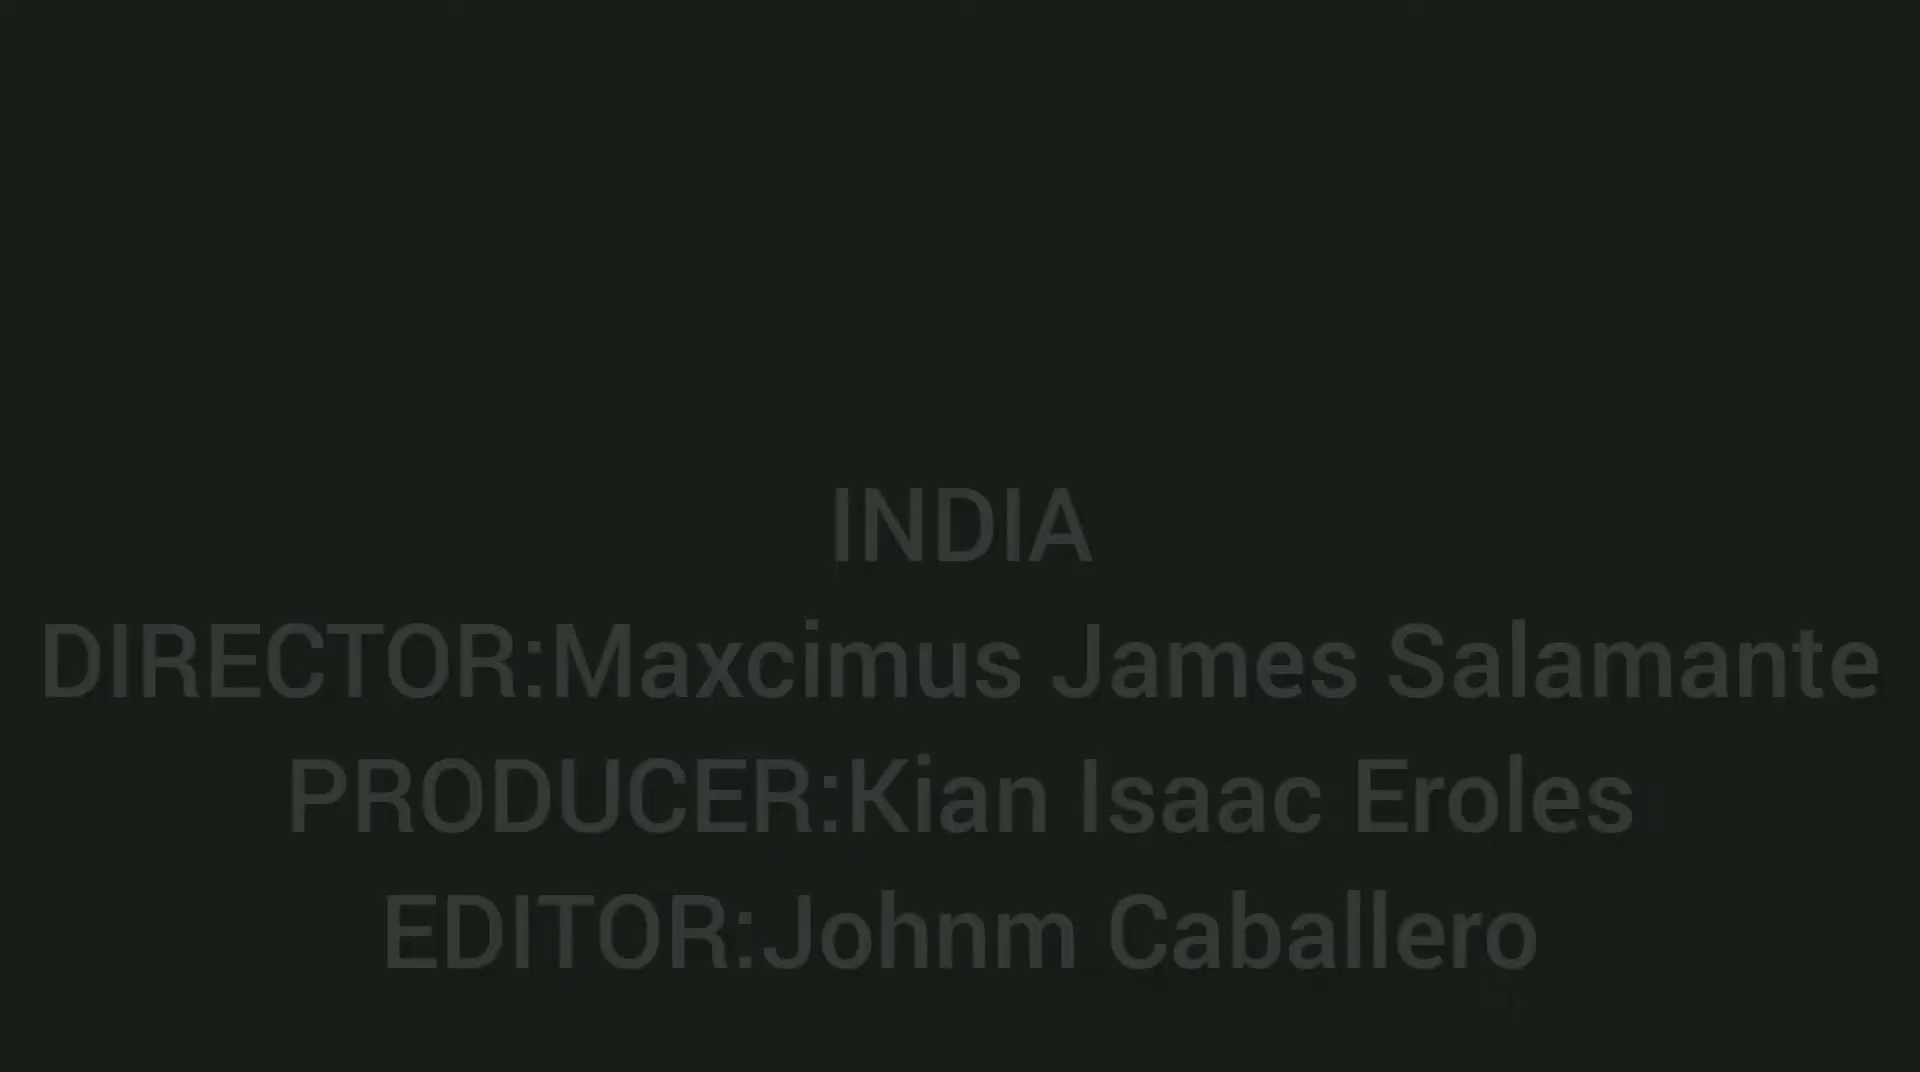 INDIA
DIRECTOR:Maxcimus James Salamante
PRODUCER:Kian Isaac Eroles
EDITOR:Johnm Caballero